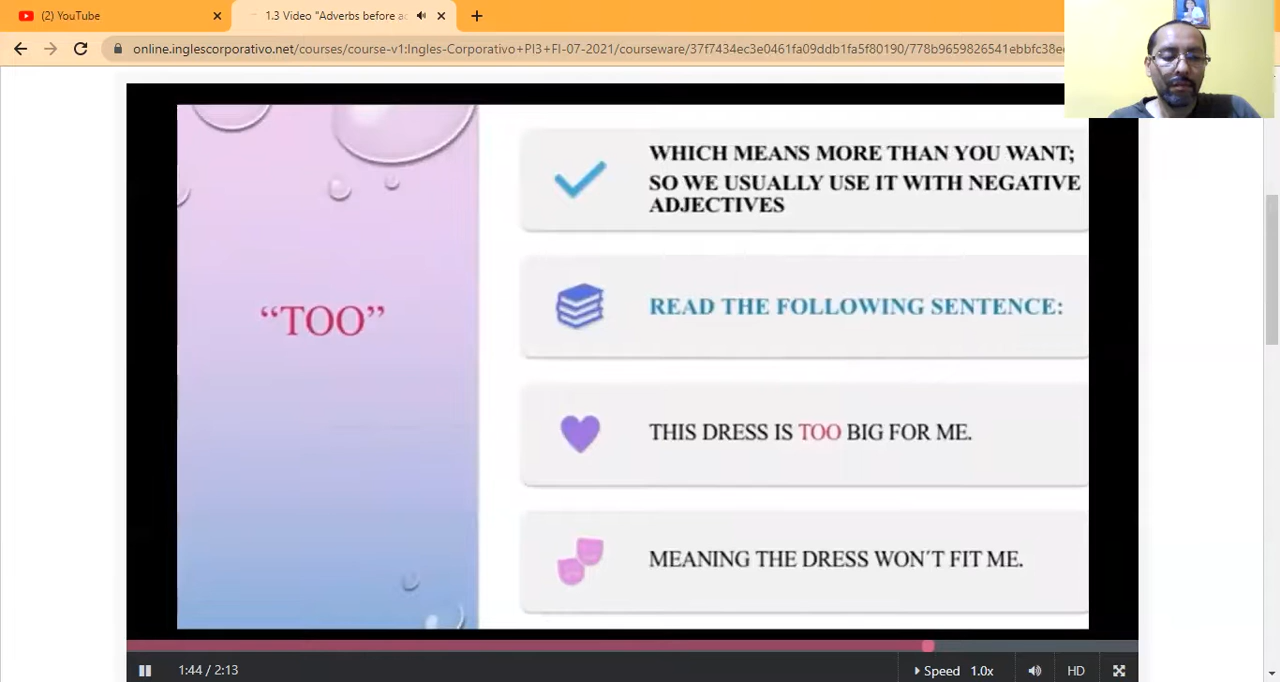 (2) YouTube
1.3 Video "Adverbs before ac
online.inglescorporativo.net/courses/course-v1:Ingles-Corporativo+PI3+FI-07-2021/courseware/37f7434ec3e0461fa09ddb1fa5f80190/778b9659826541ebbfc38ec
WHICH MEANS MORE THAN YOU WANT;
SO WE USUALLY USE IT WITH NEGATIVE
ADJECTIVES
“TOO”
READ THE FOLLOWING SENTENCE:
THIS DRESS IS TOO BIG FOR ME.
MEANING THE DRESS WON´T FIT ME.
1:44 / 2:13
Speed 1.0x
HD